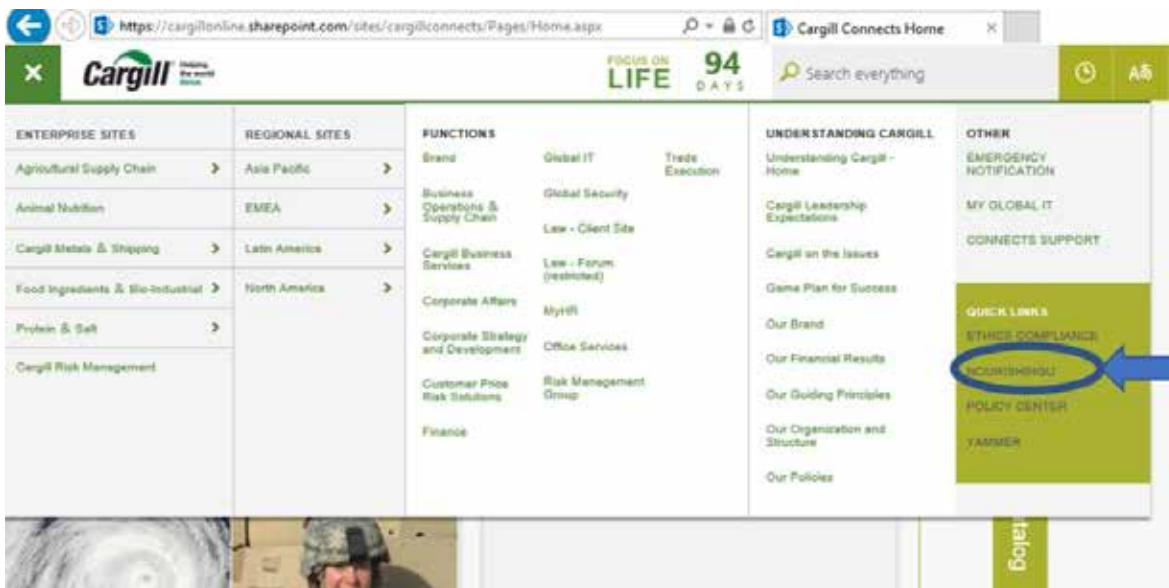 https://cargillonline.sharepoint.com/sites/cargillconnects/Pages/Home.aspx
Cargill Connects Home
Cargill
Helping
the world
thrive
FOCUS ON
LIFE
94
DAYS
Search everything
ENTERPRISE SITES
Agricultural Supply Chain
Animal Nutrition
Cargill Metals & Shipping
Food Ingredients & Bio-Industrial
Protein & Salt
Cargill Risk Management
REGIONAL SITES
Asia Pacific
EMEA
Latin America
North America
FUNCTIONS
Brand
Business
Operations &
Supply Chain
Cargill Business
Services
Corporate Affairs
Corporate Strategy
and Development
Customer Price
Risk Solutions
Finance
Global IT
Global Security
Law - Client Site
Law - Forum
(restricted)
MyHR
Office Services
Risk Management
Group
Trade
Execution
UNDERSTANDING CARGILL
Understanding Cargill -
Home
Cargill Leadership
Expectations
Cargill on the Issues
Game Plan for Success
Our Brand
Our Financial Results
Our Guiding Principles
Our Organization and
Structure
Our Policies
OTHER
EMERGENCY
NOTIFICATION
MY GLOBAL IT
CONNECTS SUPPORT
QUICK LINKS
ETHICS COMPLIANCE
NOURISHINGU
POLICY CENTER
YAMMER
talog